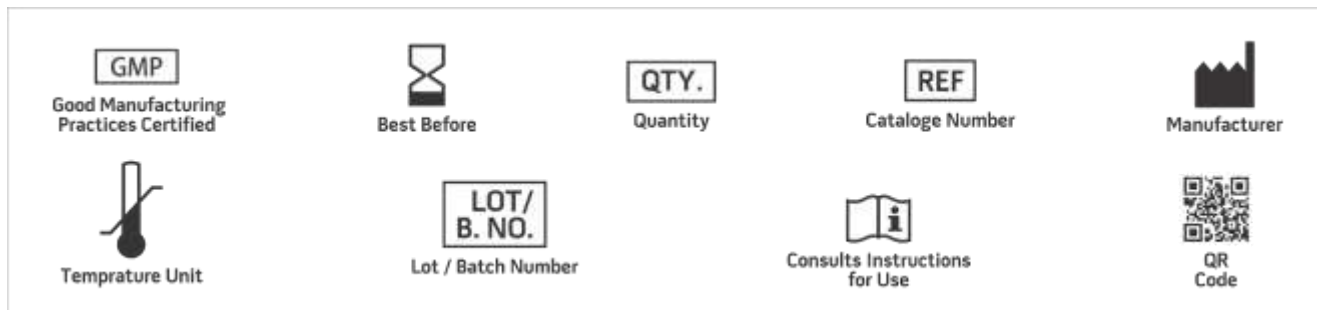 GMP
Good Manufacturing
Practices Certified
Best Before
QTY.
Quantity
REF
Cataloge Number
Manufacturer
Temprature Unit
LOT/
B. NO.
Lot / Batch Number
i
Consults Instructions
for Use
QR
Code